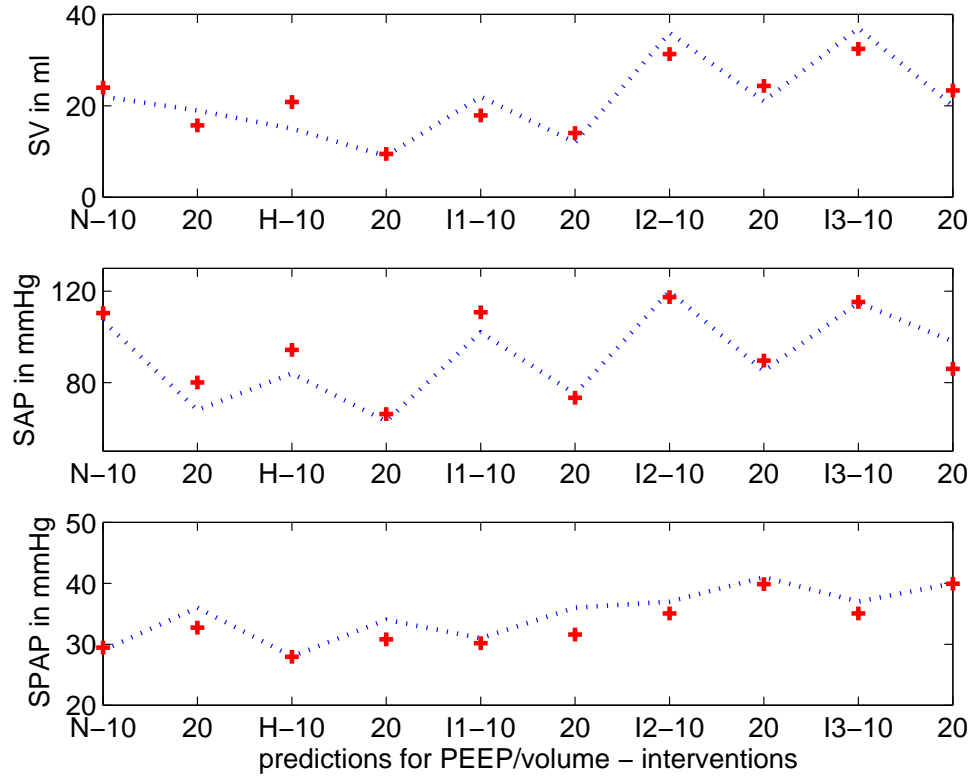 40
20
0
SV in ml
N−10 20 H−10 20 I1−10 20 I2−10 20 I3−10 20
120
80
SAP in mmHg
N−10 20 H−10 20 I1−10 20 I2−10 20 I3−10 20
50
40
30
20
SPAP in mmHg
N−10 20 H−10 20 I1−10 20 I2−10 20 I3−10 20
predictions for PEEP/volume − interventions